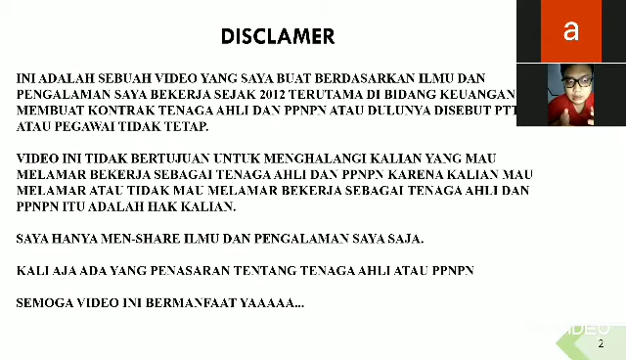 DISCLAMER
a
INI ADALAH SEBUAH VIDEO YANG SAYA BUAT BERDASARKAN ILMU DAN
PENGALAMAN SAYA BEKERJA SEJAK 2012 TERUTAMA DI BIDANG KEUANGAN
MEMBUAT KONTRAK TENAGA AHLI DAN PPNPN ATAU DULUNYA DISEBUT PTT
ATAU PEGAWAI TIDAK TETAP.
VIDEO INI TIDAK BERTUJUAN UNTUK MENGHALANGI KALIAN YANG MAU
MELAMAR BEKERJA SEBAGAI TENAGA AHLI DAN PPNPN KARENA KALIAN MAU
MELAMAR ATAU TIDAK MAU MELAMAR BEKERJA SEBAGAI TENAGA AHLI DAN
PPNPN ITU ADALAH HAK KALIAN.
SAYA HANYA MEN-SHARE ILMU DAN PENGALAMAN SAYA SAJA.
KALI AJA ADA YANG PENASARAN TENTANG TENAGA AHLI ATAU PPNPN
SEMOGA VIDEO INI BERMANFAAT YAAAAA...
2